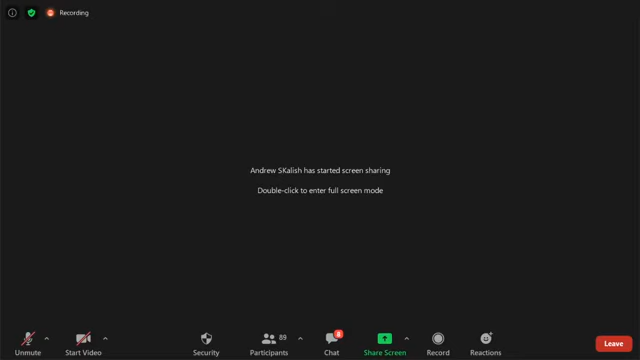 Recording
Andrew SKalish has started screen sharing
Double-click to enter full screen mode
89
8
Unmute
Start Video
Security
Participants
Chat
Share Screen
Record
Reactions
Leave